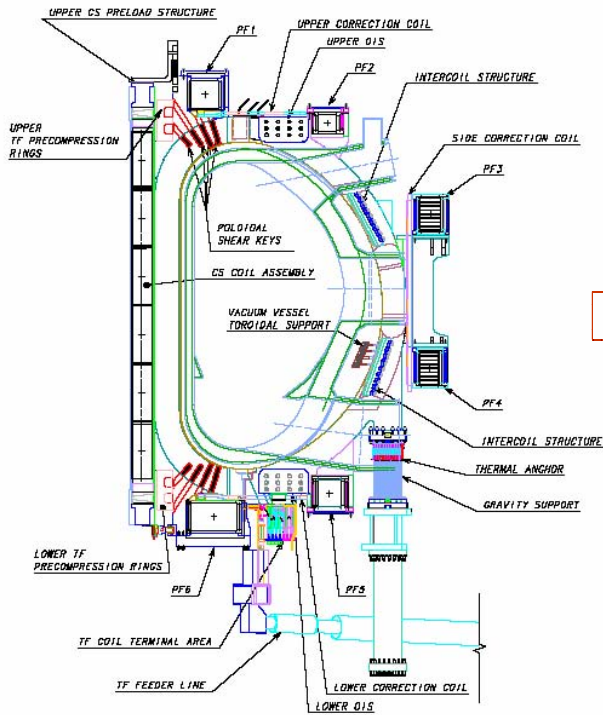 UPPER CS PRELOAD STRUCTURE
PF1
UPPER CORRECTION COIL
UPPER OIS
PF2
INTERCOIL STRUCTURE
UPPER
TF PRECOMPRESSION
RINGS
SIDE CORRECTION COIL
PF3
POLOIDAL
SHEAR KEYS
CS COIL ASSEMBLY
VACUUM VESSEL
TOROIDAL SUPPORT
PF4
INTERCOIL STRUCTURE
THERMAL ANCHOR
GRAVITY SUPPORT
LOWER TF
PRECOMPRESSION RINGS
PF6
PF5
TF COIL TERMINAL AREA
TF FEEDER LINE
LOWER CORRECTION COIL
LOWER OIS